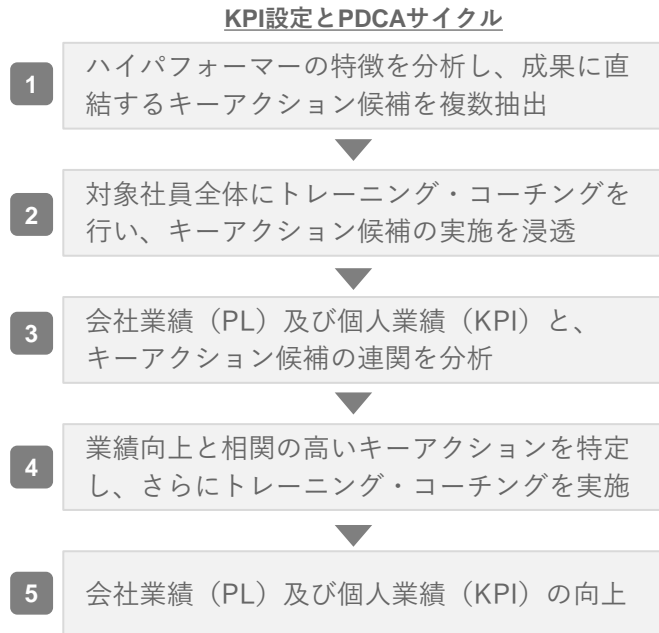 KPI設定とPDCAサイクル
1
ハイパフォーマーの特徴を分析し、成果に直
結するキーアクション候補を複数抽出
2
対象社員全体にトレーニング・コーチングを
行い、キーアクション候補の実施を浸透
3
会社業績（PL）及び個人業績（KPI）と、
キーアクション候補の連関を分析
4
業績向上と相関の高いキーアクションを特定
し、さらにトレーニング・コーチングを実施
5
会社業績（PL）及び個人業績（KPI）の向上